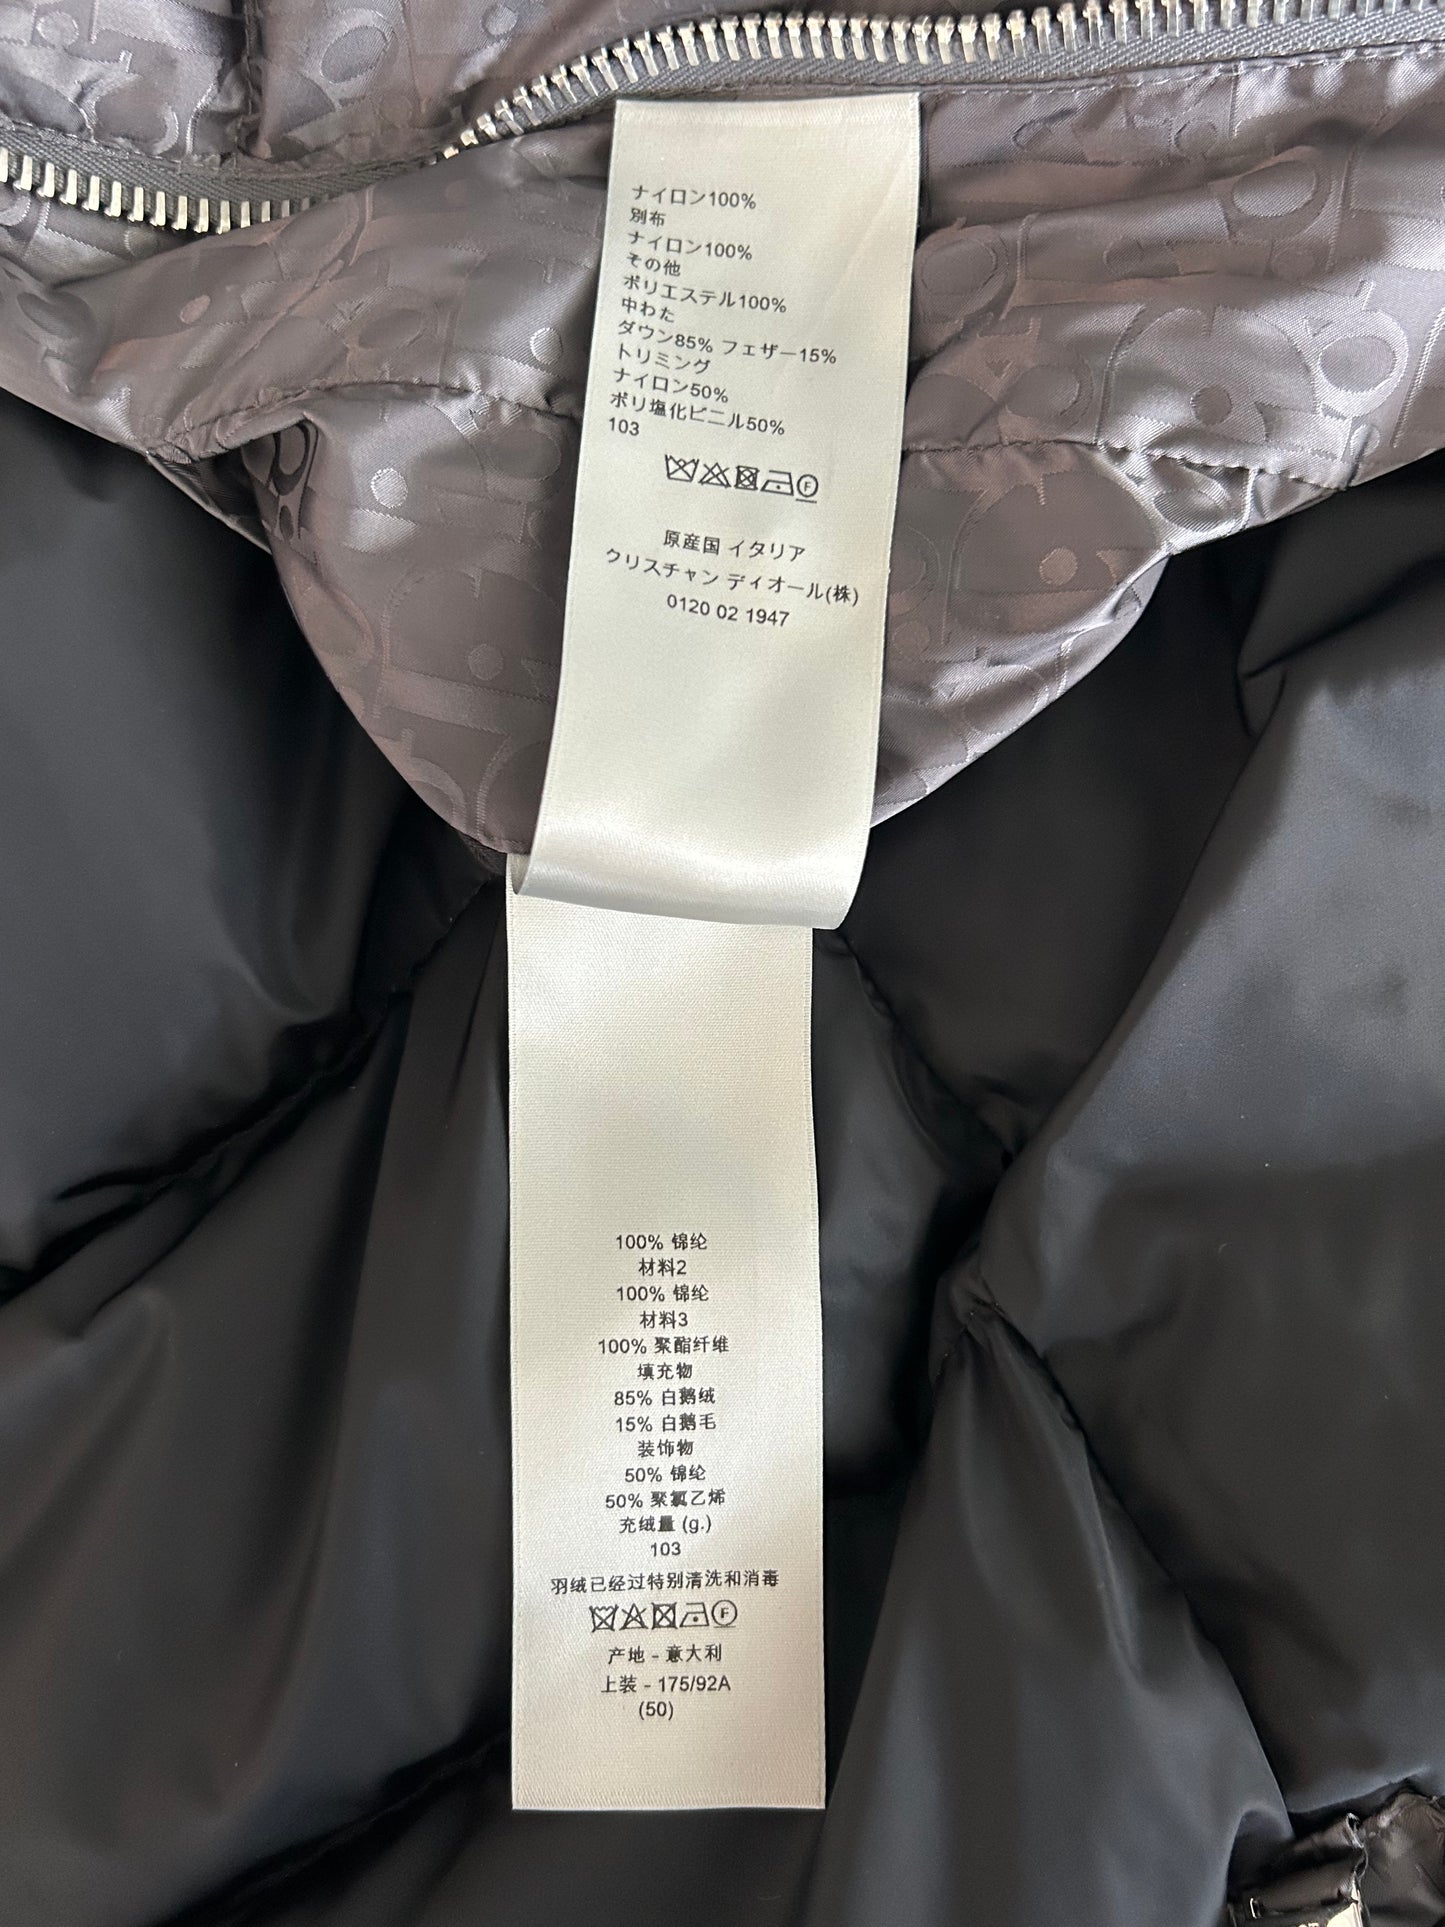 ナイロン100%
別布
ナイロン100%
その他
ポリエステル100%
中わた
ダウン85% フェザー15%
トリミング
ナイロン50%
ポリ塩化ビニル50%
103
F
原産国 イタリア
クリスチャン ディオール(株)
0120 02 1947
100% 锦纶
材料2
100% 锦纶
材料3
100% 聚酯纤维
填充物
85% 白鹅绒
15% 白鹅毛
装饰物
50% 锦纶
50% 聚氯乙烯
充绒量 (g.)
103
羽绒已经过特别清洗和消毒
F
产地 - 意大利
上装 - 175/92A
(50)